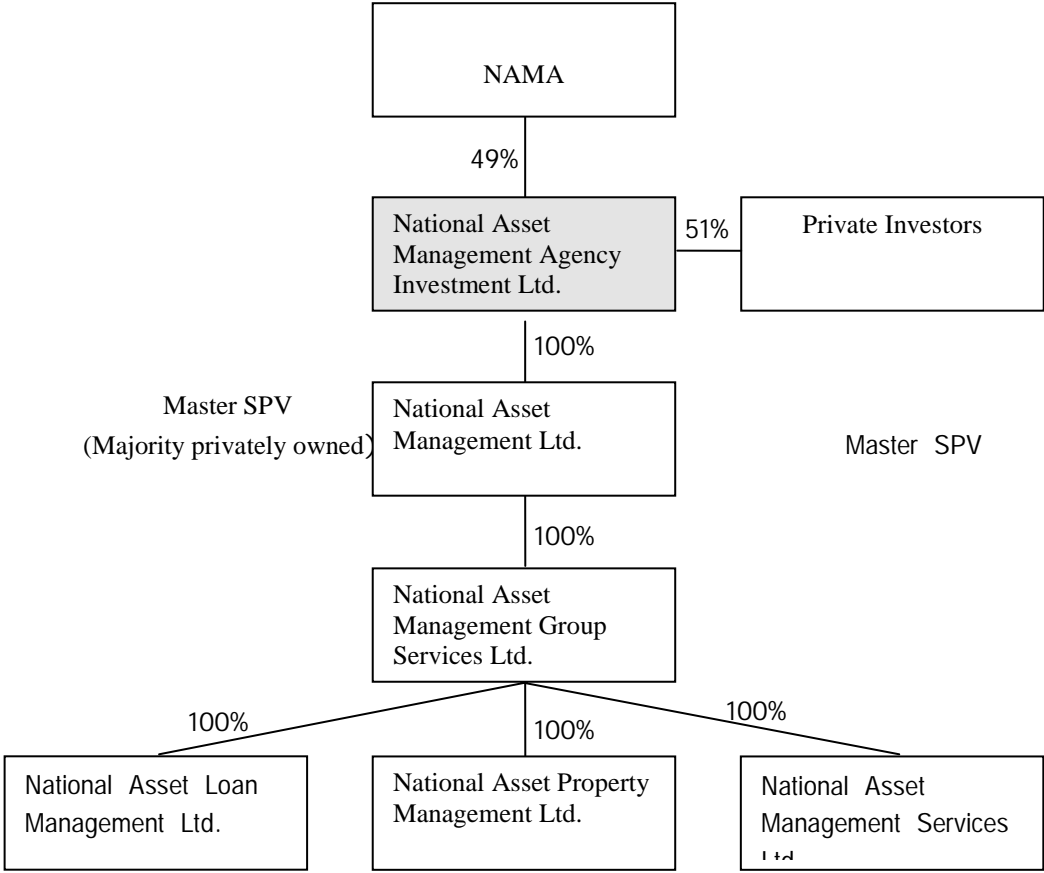 NAMA
49%
National Asset
Management Agency
Investment Ltd.
51%
Private Investors
100%
Master SPV
(Majority privately owned)
National Asset
Management Ltd.
Master SPV
100%
National Asset
Management Group
Services Ltd.
100%
100%
100%
National Asset Loan
Management Ltd.
National Asset Property
Management Ltd.
National Asset
Management Services
Ltd